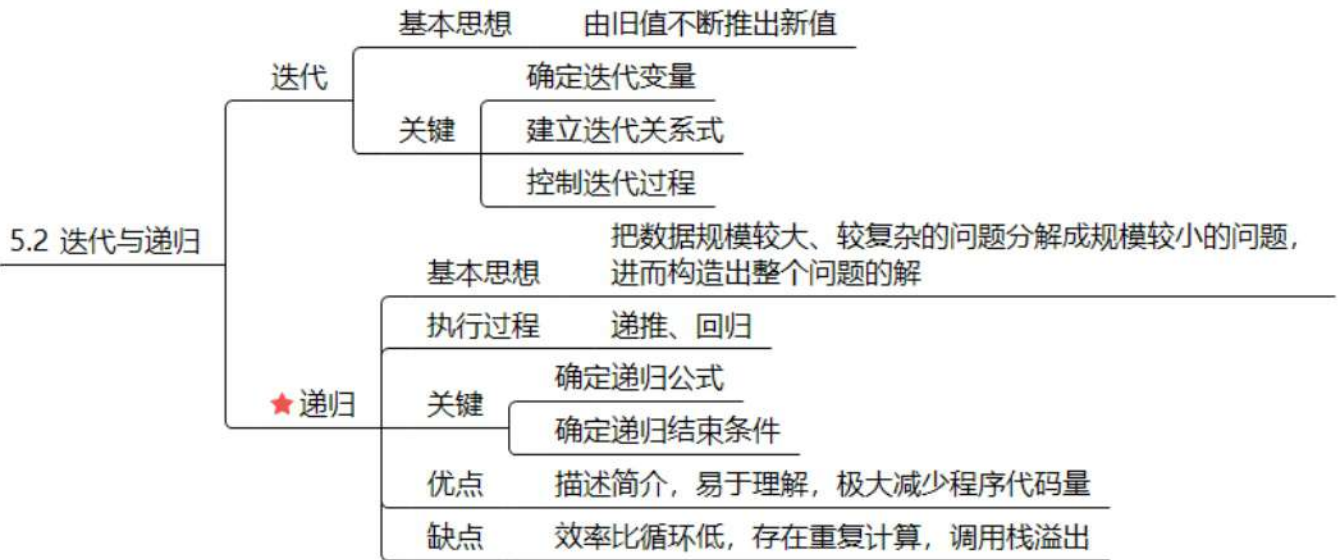 5.2 迭代与递归
迭代
基本思想 由旧值不断推出新值
关键
确定迭代变量
建立迭代关系式
控制迭代过程
递归
基本思想
把数据规模较大、较复杂的问题分解成规模较小的问题，
进而构造出整个问题的解
执行过程 递推、回归
关键
确定递归公式
确定递归结束条件
优点 描述简介，易于理解，极大减少程序代码量
缺点 效率比循环低，存在重复计算，调用栈溢出